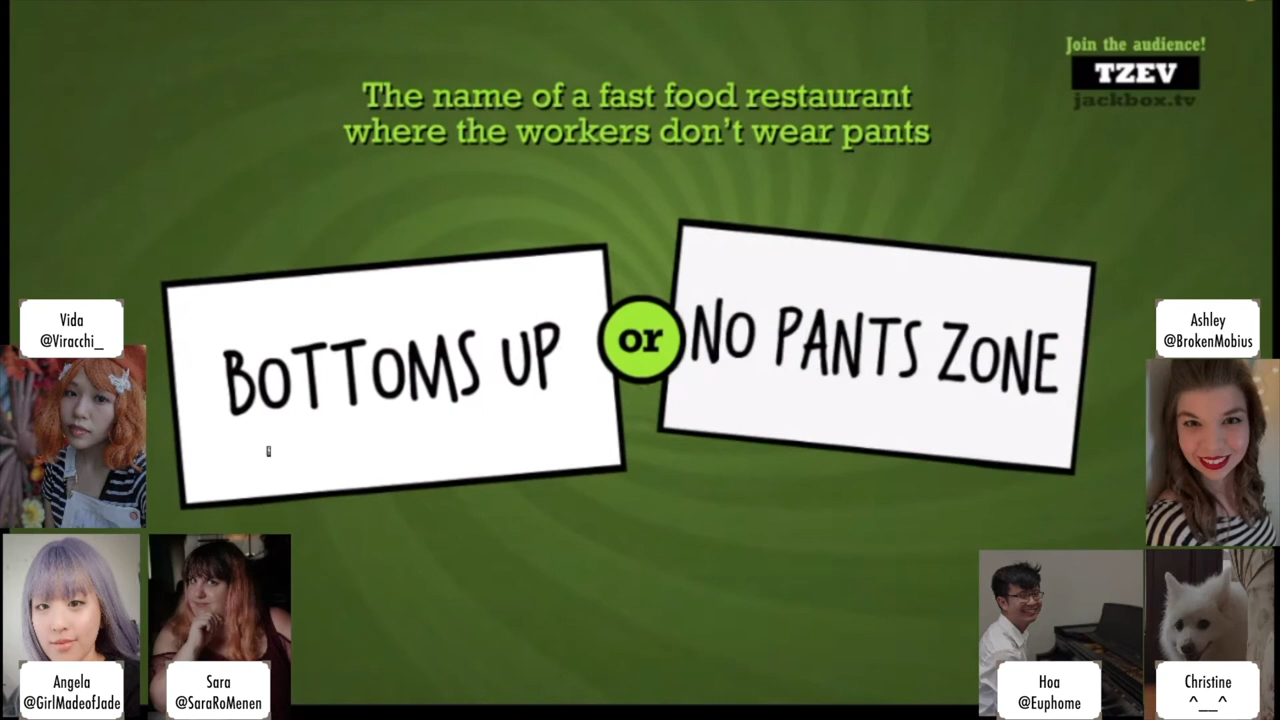 Join the audience!
TZEV
jackbox.tv
The name of a fast food restaurant
where the workers don't wear pants
BOTTOMS UP
or
NO PANTS ZONE
Vida
@Viracchi_
Ashley
@BrokenMobius
Angela
@GirlMadeofJade
Sara
@SaraRoMenen
Hoa
@Euphome
Christine
^__^